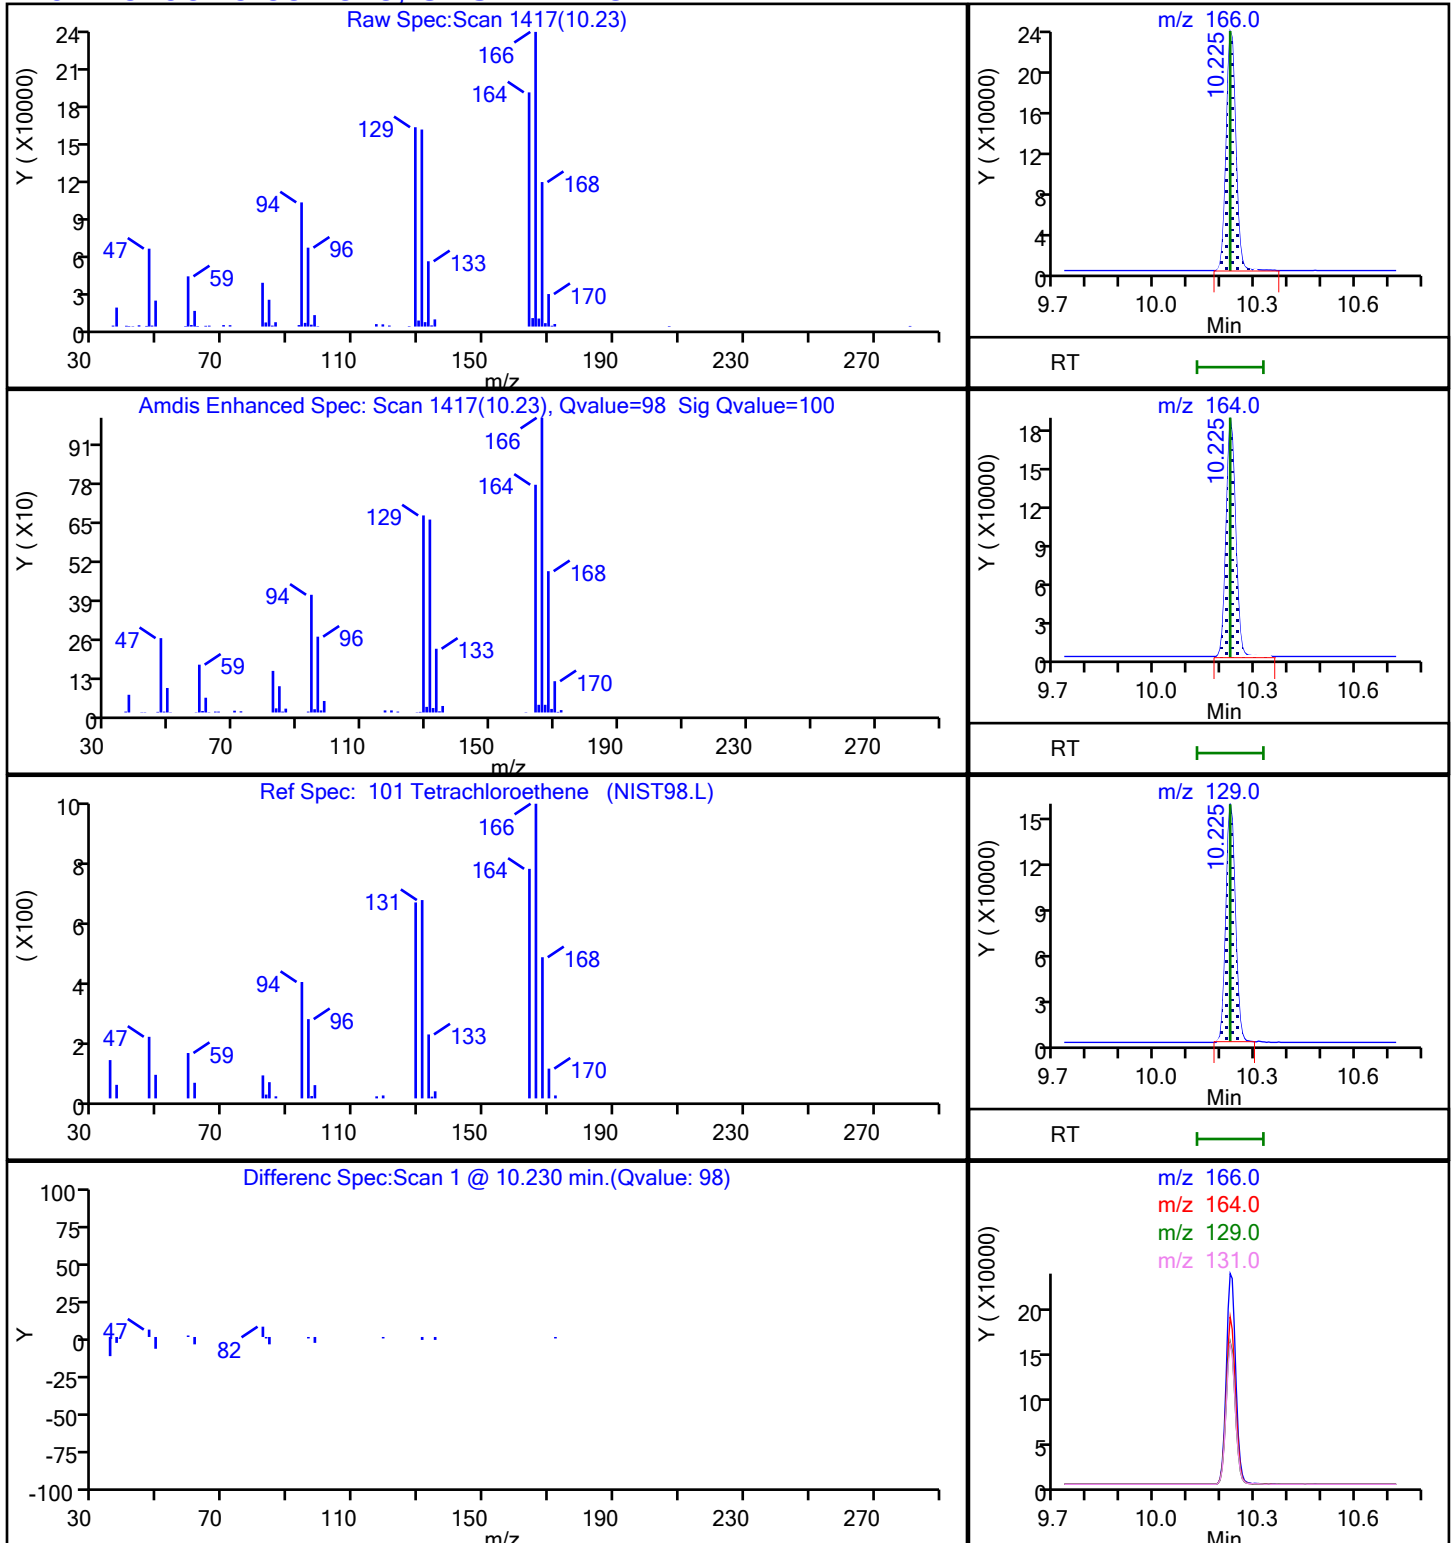 Raw Spec:Scan 1417(10.23)
Y ( X10000)
24
21
18
15
12
9
6
3
0
166
164
129
168
94
47
96
59
133
170
30 70 110 150 190 230 270
m/z
m/z 166.0
Y ( X10000)
24
20
16
12
8
4
0
10.225
9.7 10.0 10.3 10.6
Min
RT
Amdis Enhanced Spec: Scan 1417(10.23), Qvalue=98 Sig Qvalue=100
Y ( X10)
91
78
65
52
39
26
13
0
166
164
129
168
94
47
96
59
133
170
30 70 110 150 190 230 270
m/z
m/z 164.0
Y ( X10000)
18
15
12
9
6
3
0
10.225
9.7 10.0 10.3 10.6
Min
RT
Ref Spec: 101 Tetrachloroethene (NIST98.L)
( X100)
10
8
6
4
2
0
166
164
131
168
94
96
47
59
133
170
30 70 110 150 190 230 270
m/z 129.0
Y ( X10000)
15
12
9
6
3
0
10.225
9.7 10.0 10.3 10.6
Min
RT
Differenc Spec:Scan 1 @ 10.230 min.(Qvalue: 98)
Y
100
75
50
25
0
-25
-50
-75
-100
47
82
30 70 110 150 190 230 270
m/z
m/z 166.0
m/z 164.0
m/z 129.0
m/z 131.0
Y ( X10000)
20
15
10
5
0
9.7 10.0 10.3 10.6
Min